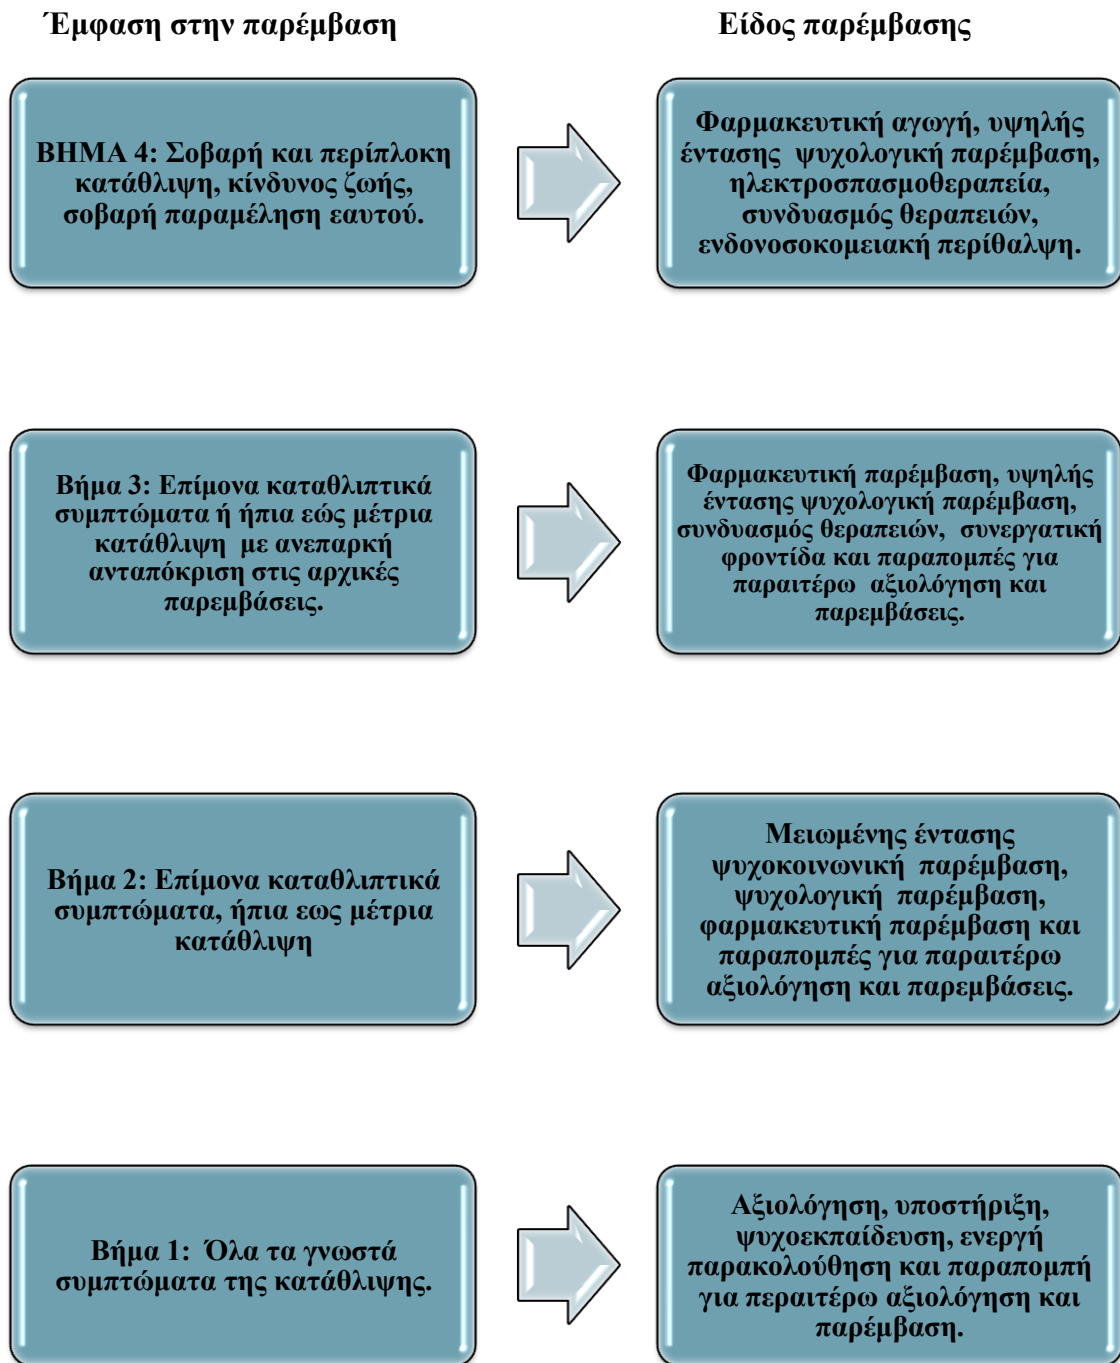 Έμφαση στην παρέμβαση
Είδος παρέμβασης
ΒΗΜΑ 4: Σοβαρή και περίπλοκη
κατάθλιψη, κίνδυνος ζωής,
σοβαρή παραμέληση εαυτού.
Φαρμακευτική αγωγή, υψηλής
έντασης ψυχολογική παρέμβαση,
ηλεκτροσπασμοθεραπεία,
συνδυασμός θεραπειών,
ενδονοσοκομειακή περίθαλψη.
Βήμα 3: Επίμονα καταθλιπτικά
συμπτώματα ή ήπια εώς μέτρια
κατάθλιψη με ανεπαρκή
ανταπόκριση στις αρχικές
παρεμβάσεις.
Φαρμακευτική παρέμβαση, υψηλής
έντασης ψυχολογική παρέμβαση,
συνδυασμός θεραπειών, συνεργατική
φροντίδα και παραπομπές για
παραιτέρω αξιολόγηση και
παρεμβάσεις.
Βήμα 2: Επίμονα καταθλιπτικά
συμπτώματα, ήπια εως μέτρια
κατάθλιψη
Μειωμένης έντασης
ψυχοκοινωνική παρέμβαση,
ψυχολογική παρέμβαση,
φαρμακευτική παρέμβαση και
παραπομπές για παραιτέρω
αξιολόγηση και παρεμβάσεις.
Βήμα 1: Όλα τα γνωστά
συμπτώματα της κατάθλιψης.
Αξιολόγηση, υποστήριξη,
ψυχοεκπαίδευση, ενεργή
παρακολούθηση και παραπομπή
για περαιτέρω αξιολόγηση και
παρέμβαση.